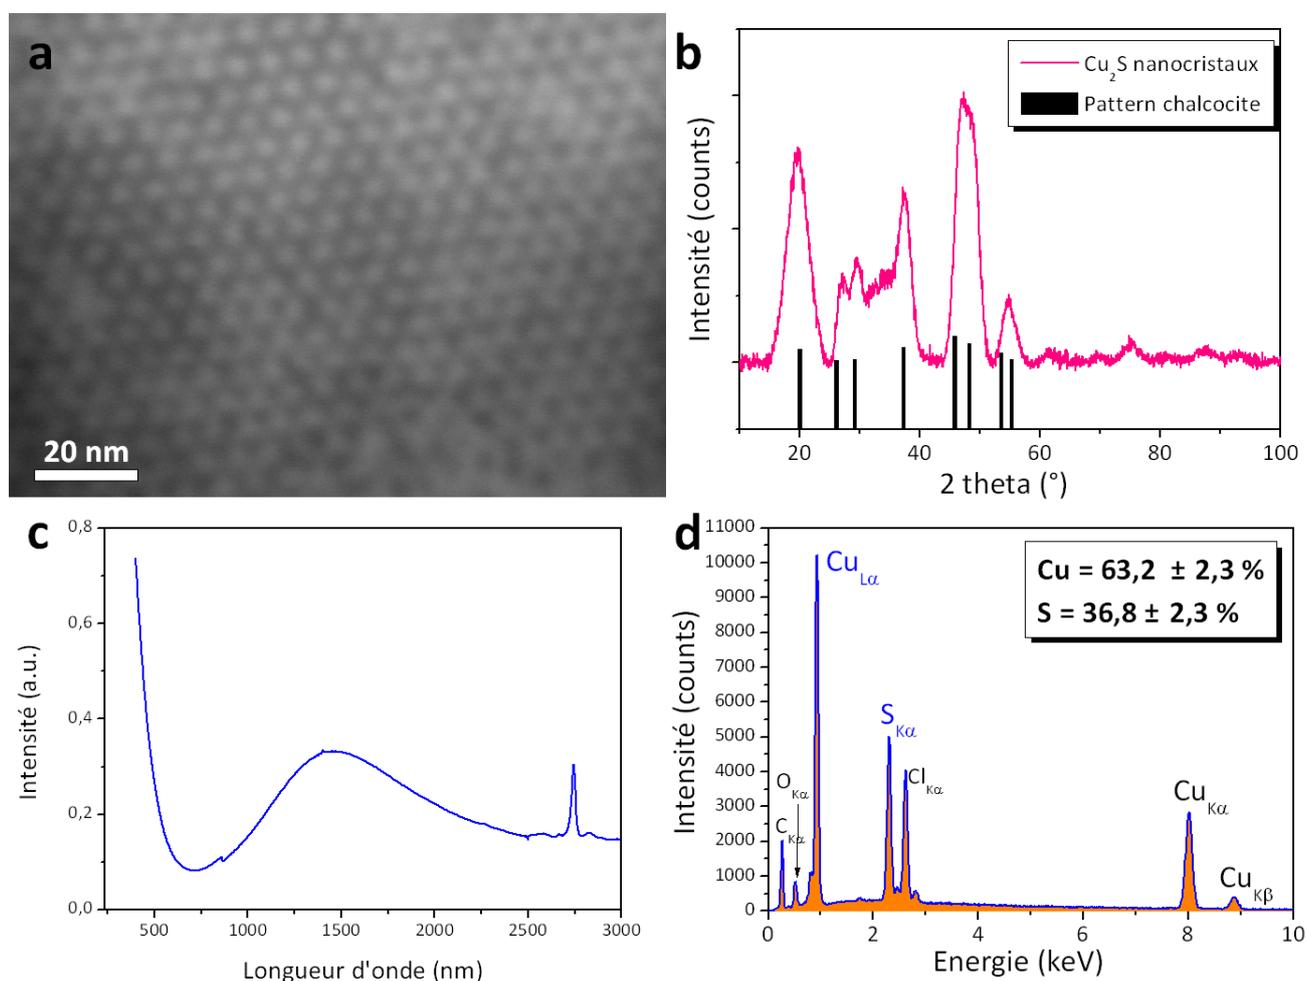 a
20 nm
b
Cu2S nanocristaux
Pattern chalcocite
Intensité (counts)
20 40 60 80 100
2 theta (°)
c
0,8
0,6
0,4
0,2
0,0
Intensité (a.u.)
500 1000 1500 2000 2500 3000
Longueur d'onde (nm)
d
11000
10000
9000
8000
7000
6000
5000
4000
3000
2000
1000
0
Intensité (counts)
Cu = 63,2 ± 2,3 %
S = 36,8 ± 2,3 %
CuLα
SKα
ClKα
OKα
CKα
CuKα
CuKβ
0 2 4 6 8 10
Energie (keV)